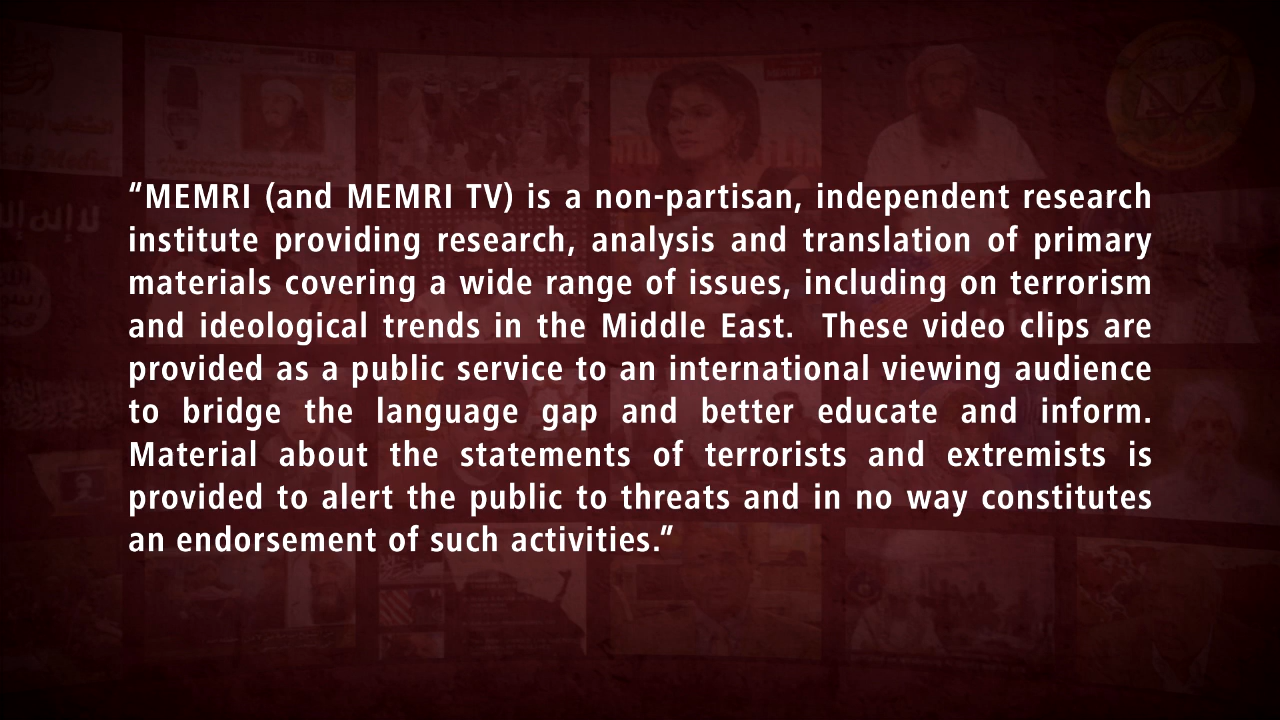 “MEMRI (and MEMRI TV) is a non-partisan, independent research
institute providing research, analysis and translation of primary
materials covering a wide range of issues, including on terrorism
and ideological trends in the Middle East. These video clips are
provided as a public service to an international viewing audience
to bridge the language gap and better educate and inform.
Material about the statements of terrorists and extremists is
provided to alert the public to threats and in no way constitutes
an endorsement of such activities.”